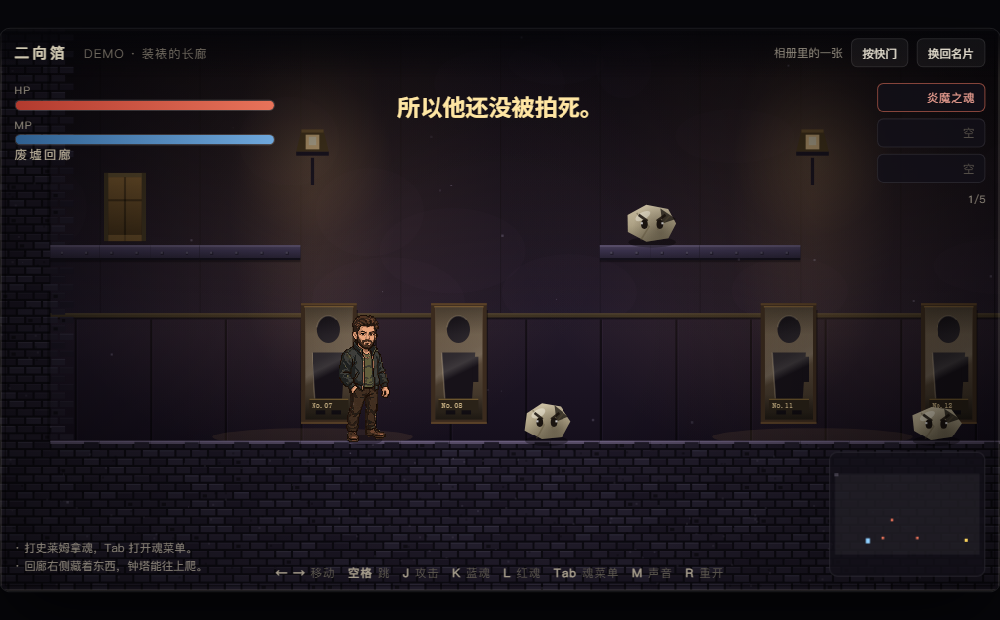 二向箔 DEMO · 装裱的长廊
相册里的一张 按快门 换回名片
HP
MP
废墟回廊
所以他还没被拍死。
炎魔之魂
空
空
1/5
No.07
No.08
No.11
No.12
· 打史莱姆拿魂，Tab 打开魂菜单。
· 回廊右侧藏着东西，钟塔能往上爬。
← → 移动 空格 跳 J 攻击 K 蓝魂 L 红魂 Tab 魂菜单 M 声音 R 重开